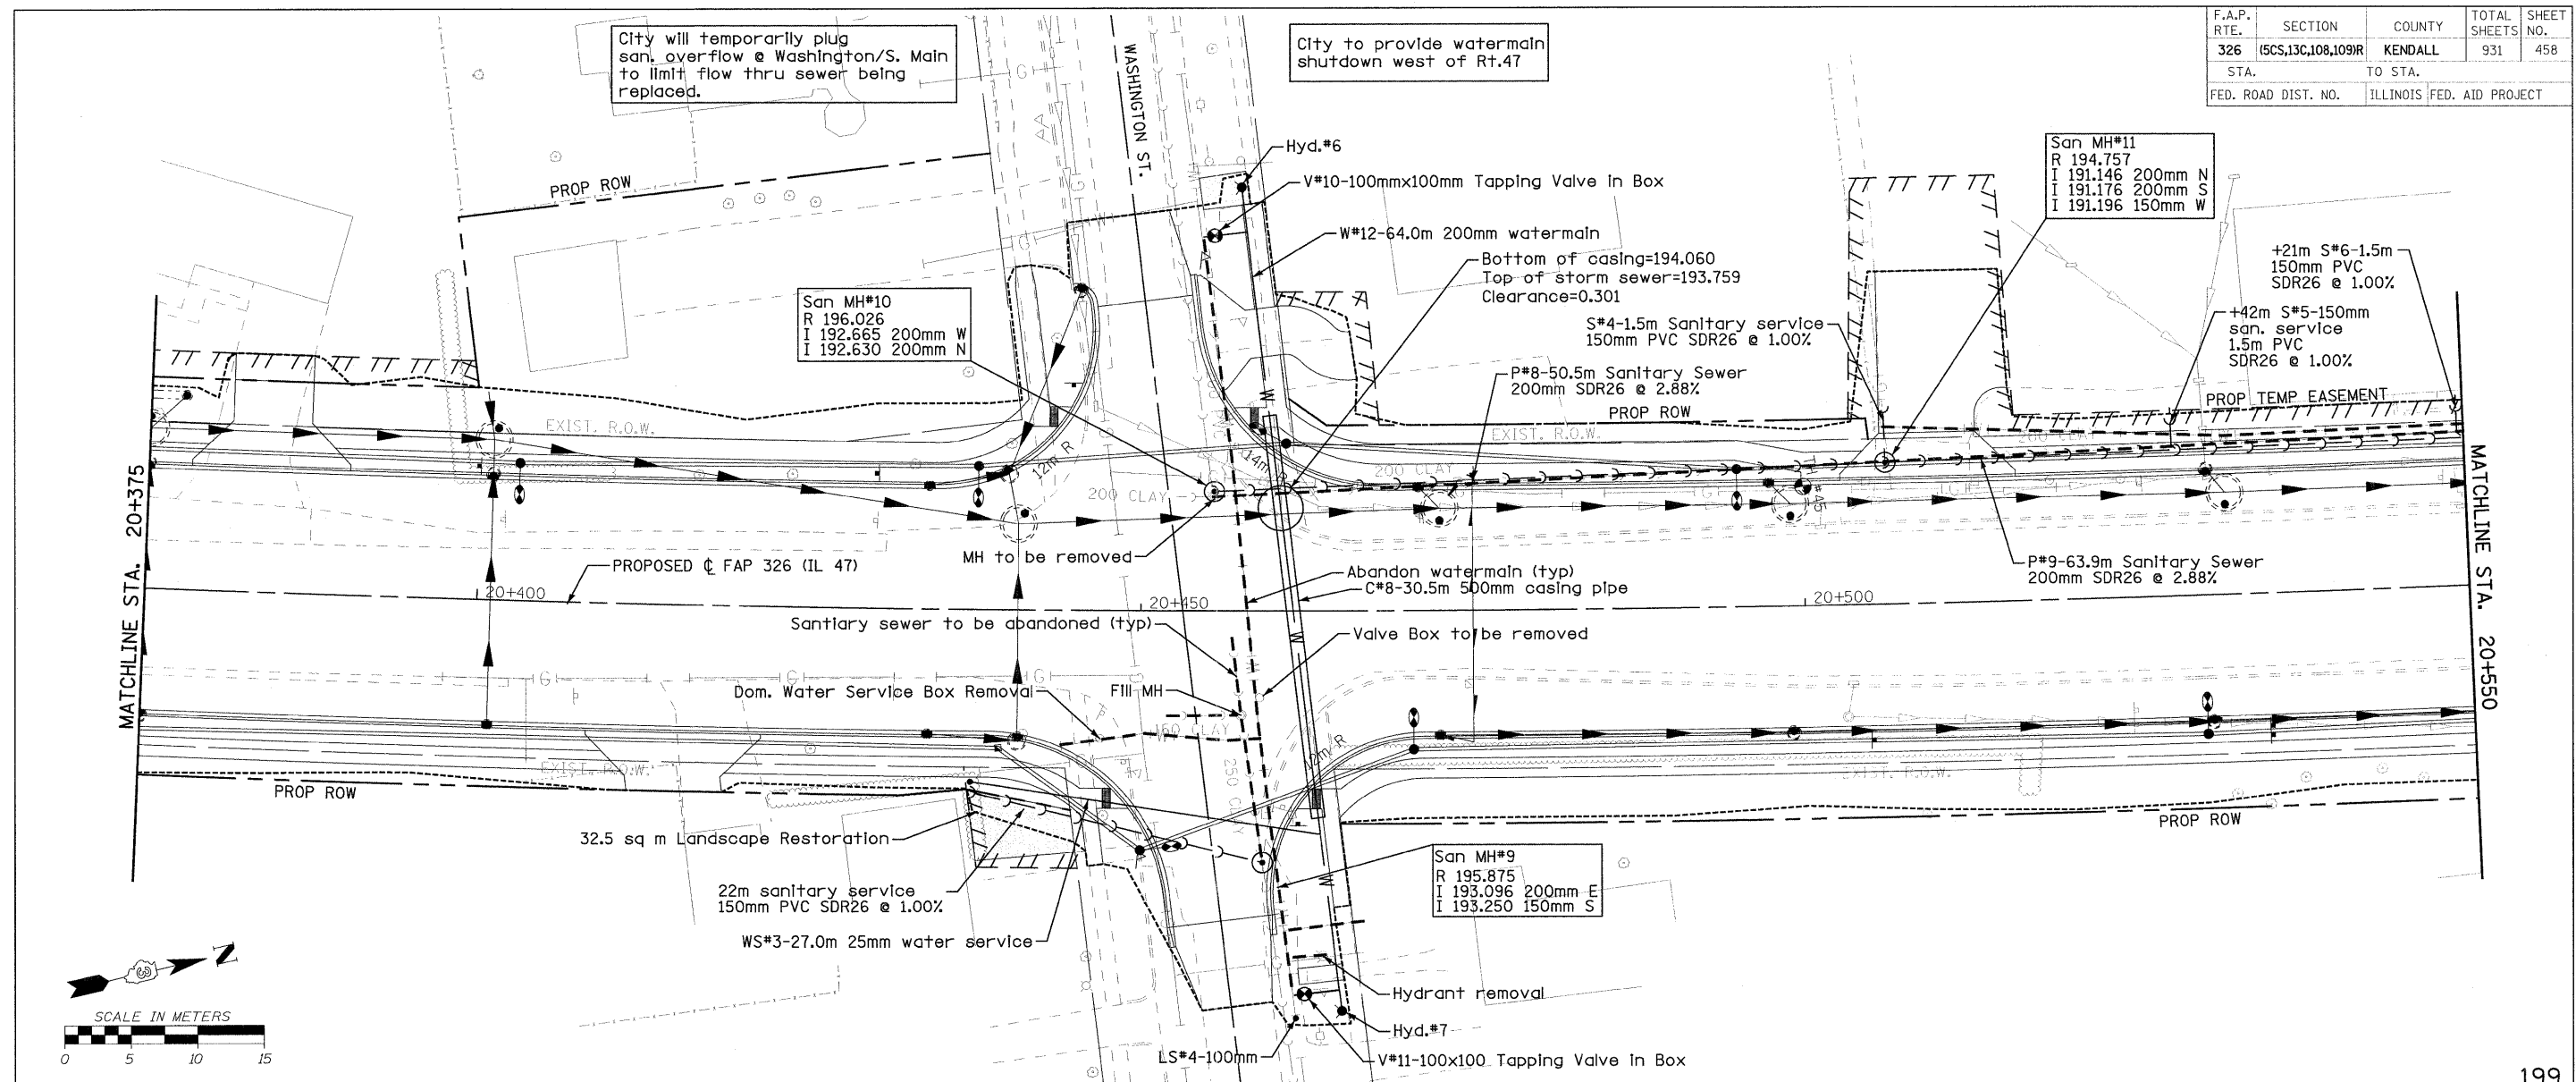 F.A.P. RTE. SECTION COUNTY TOTAL SHEETS SHEET NO.
326 (5CS,13C,108,109)R KENDALL 931 458
STA. TO STA.
FED. ROAD DIST. NO. ILLINOIS FED. AID PROJECT
City will temporarily plug
san. overflow @ Washington/S. Main
to limit flow thru sewer being
replaced.
City to provide watermain
shutdown west of Rt.47
WASHINGTON ST.
Hyd.#6
V#10-100mmx100mm Tapping Valve in Box
W#12-64.0m 200mm watermain
Bottom of casing=194.060
Top of storm sewer=193.759
Clearance=0.301
San MH#11
R 194.757
I 191.146 200mm N
I 191.176 200mm S
I 191.196 150mm W
+21m S#6-1.5m
150mm PVC
SDR26 @ 1.00%
+42m S#5-150mm
san. service
1.5m PVC
SDR26 @ 1.00%
PROP ROW
San MH#10
R 196.026
I 192.665 200mm W
I 192.630 200mm N
S#4-1.5m Sanitary service
150mm PVC SDR26 @ 1.00%
P#8-50.5m Sanitary Sewer
200mm SDR26 @ 2.88%
PROP ROW
PROP TEMP EASEMENT
EXIST. R.O.W.
EXIST. R.O.W.
12m R
14m
200 CLAY
200 CLAY
200 CLAY
MATCHLINE STA. 20+375
MATCHLINE STA. 20+550
MH to be removed
PROPOSED ℄ FAP 326 (IL 47)
20+400
20+450
20+500
Abandon watermain (typ)
C#8-30.5m 500mm casing pipe
P#9-63.9m Sanitary Sewer
200mm SDR26 @ 2.88%
Santiary sewer to be abandoned (typ)
Valve Box to be removed
Dom. Water Service Box Removal
Fill MH
150 CLAY
250 CLAY
W
W
W
G
G
G
EXIST. R.O.W.
EXIST. R.O.W.
PROP ROW
PROP ROW
32.5 sq m Landscape Restoration
22m sanitary service
150mm PVC SDR26 @ 1.00%
WS#3-27.0m 25mm water service
San MH#9
R 195.875
I 193.096 200mm E
I 193.250 150mm S
Hydrant removal
Hyd.#7
LS#4-100mm
V#11-100x100 Tapping Valve in Box
N
SCALE IN METERS
0 5 10 15
199